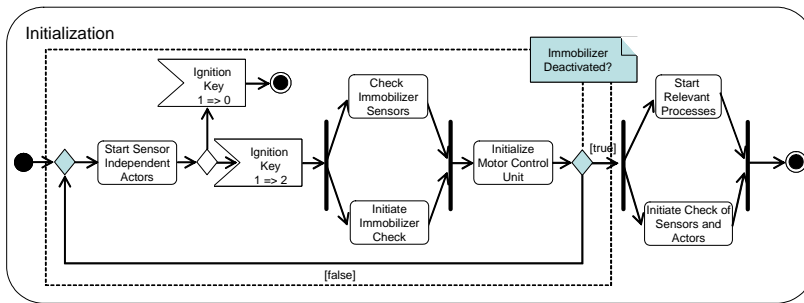 Initialization
Immobilizer
Deactivated?
Ignition
Key
1 => 0
Check
Immobilizer
Sensors
Start
Relevant
Processes
Start Sensor
Independent
Actors
Ignition
Key
1 => 2
Initialize
Motor Control
Unit
[true]
Initiate
Immobilizer
Check
Initiate Check of
Sensors and
Actors
[false]